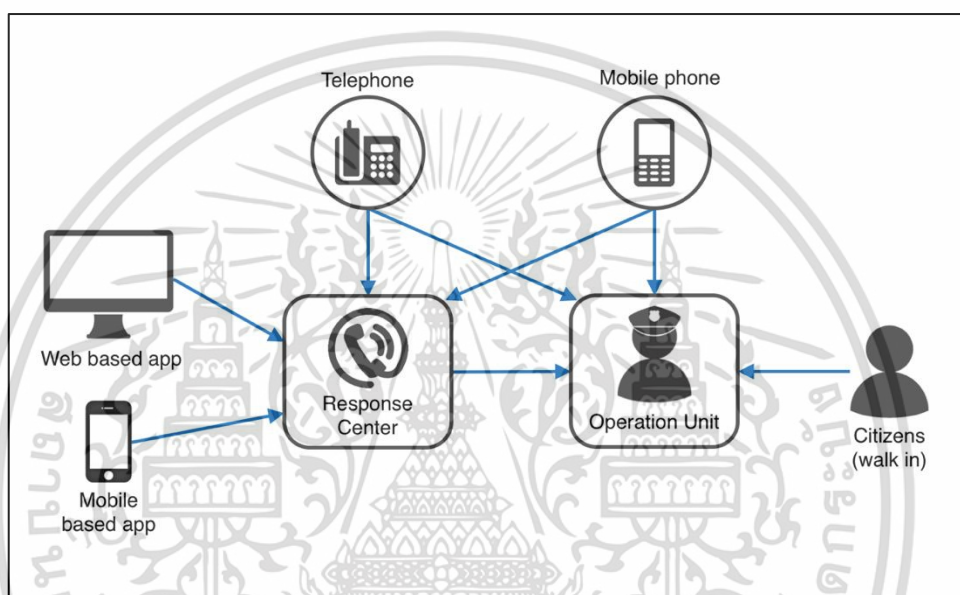 Telephone
Mobile phone
Web based app
Response
Center
Operation Unit
Citizens
(walk in)
Mobile
based app